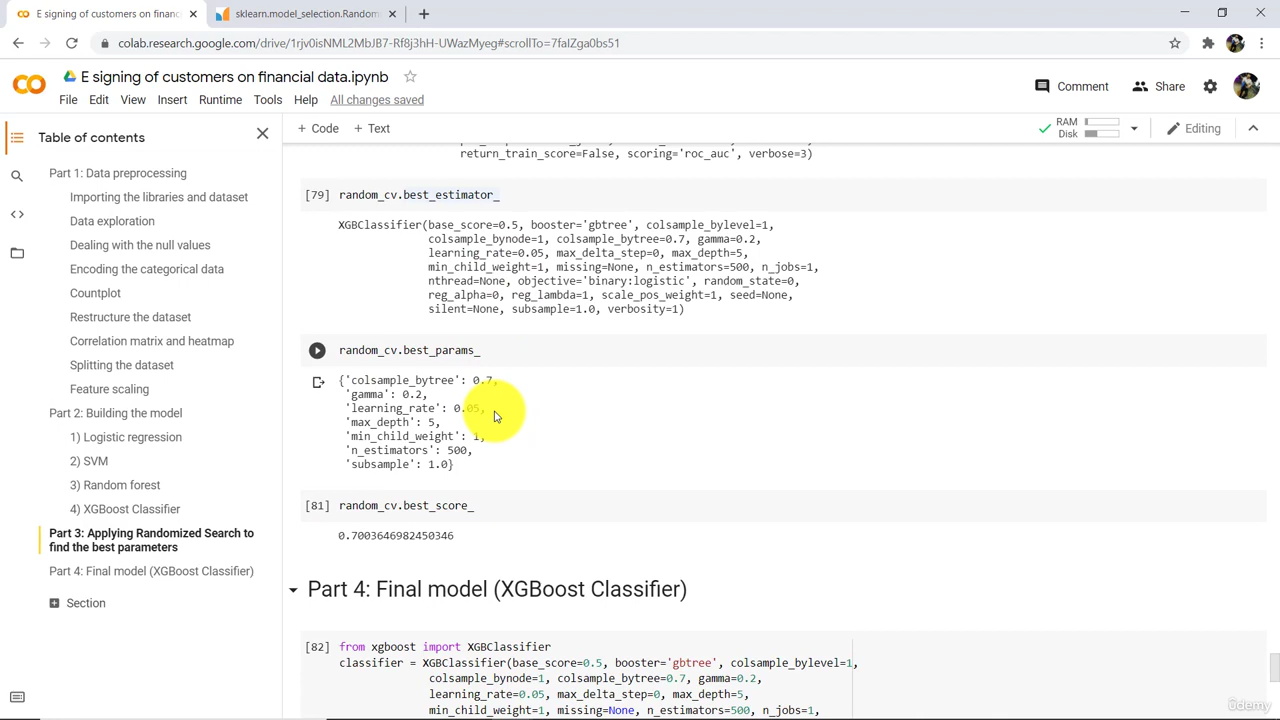 E signing of customers on financ
sklearn.model_selection.Random
colab.research.google.com/drive/1rjv0isNML2MbJB7-Rf8j3hH-UWazMyeg#scrollTo=7faIZga0bs51
E signing of customers on financial data.ipynb
Comment
Share
File Edit View Insert Runtime Tools Help All changes saved
Table of contents
+ Code + Text
RAM
Disk
Editing
Part 1: Data preprocessing
Importing the libraries and dataset
Data exploration
Dealing with the null values
Encoding the categorical data
Countplot
Restructure the dataset
Correlation matrix and heatmap
Splitting the dataset
Feature scaling
Part 2: Building the model
1) Logistic regression
2) SVM
3) Random forest
4) XGBoost Classifier
Part 3: Applying Randomized Search to
find the best parameters
Part 4: Final model (XGBoost Classifier)
Section
return_train_score=False, scoring='roc_auc', verbose=3)
[79] random_cv.best_estimator_
XGBClassifier(base_score=0.5, booster='gbtree', colsample_bylevel=1,
colsample_bynode=1, colsample_bytree=0.7, gamma=0.2,
learning_rate=0.05, max_delta_step=0, max_depth=5,
min_child_weight=1, missing=None, n_estimators=500, n_jobs=1,
nthread=None, objective='binary:logistic', random_state=0,
reg_alpha=0, reg_lambda=1, scale_pos_weight=1, seed=None,
silent=None, subsample=1.0, verbosity=1)
random_cv.best_params_
{'colsample_bytree': 0.7,
'gamma': 0.2,
'learning_rate': 0.05,
'max_depth': 5,
'min_child_weight': 1,
'n_estimators': 500,
'subsample': 1.0}
[81] random_cv.best_score_
0.7003646982450346
Part 4: Final model (XGBoost Classifier)
[82] from xgboost import XGBClassifier
classifier = XGBClassifier(base_score=0.5, booster='gbtree', colsample_bylevel=1,
colsample_bynode=1, colsample_bytree=0.7, gamma=0.2,
learning_rate=0.05, max_delta_step=0, max_depth=5,
min_child_weight=1, missing=None, n_estimators=500, n_jobs=1,
ûdemy